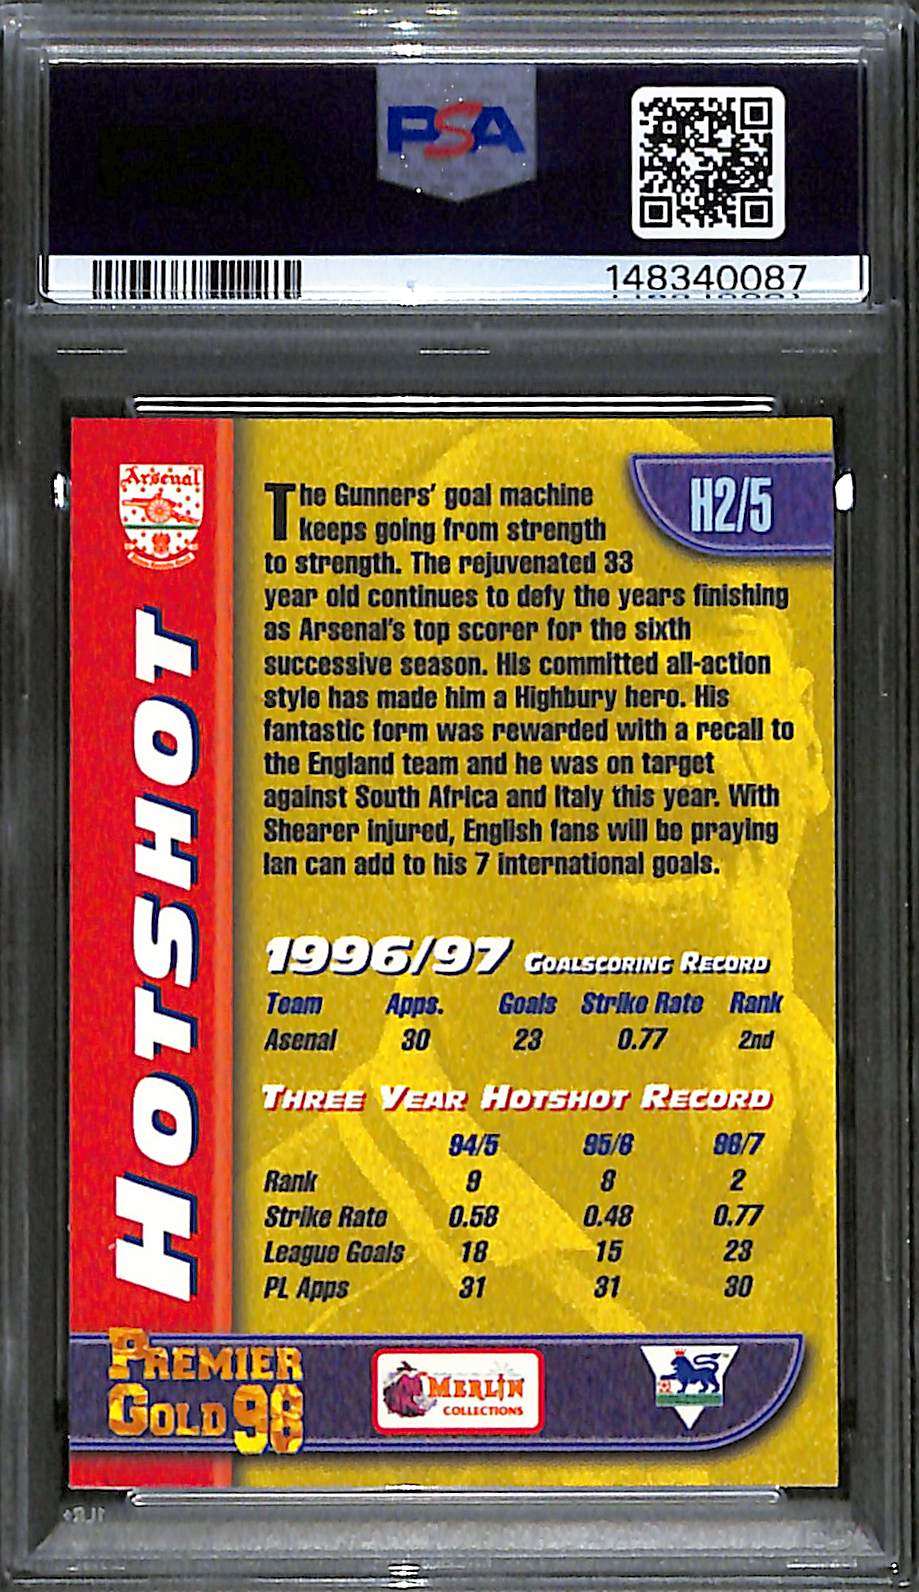 PSA
148340087
Arsenal
H2/5
HOTSHOT
The Gunners' goal machine
keeps going from strength
to strength. The rejuvenated 33
year old continues to defy the years finishing
as Arsenal's top scorer for the sixth
successive season. His committed all-action
style has made him a Highbury hero. His
fantastic form was rewarded with a recall to
the England team and he was on target
against South Africa and Italy this year. With
Shearer injured, English fans will be praying
Ian can add to his 7 international goals.
1996/97 GOALSCORING RECORD
Team Apps. Goals Strike Rate Rank
Asenal 30 23 0.77 2nd
THREE YEAR HOTSHOT RECORD
94/5 95/6 96/7
Rank 9 8 2
Strike Rate 0.58 0.48 0.77
League Goals 18 15 23
PL Apps 31 31 30
PREMIER
GOLD 98
MERLIN
COLLECTIONS